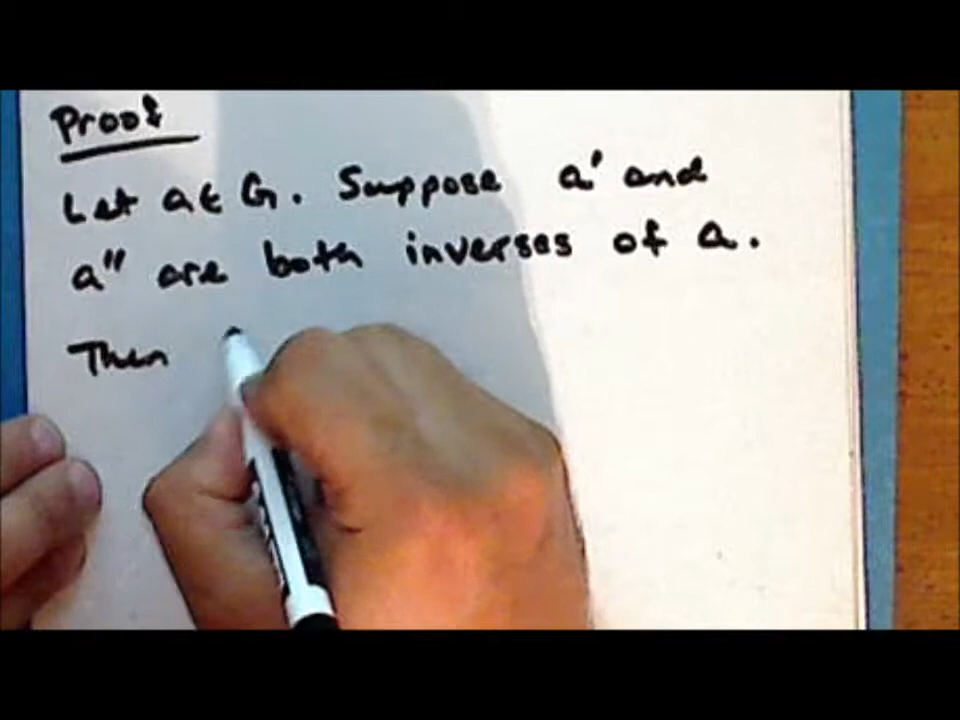 Proof
Let a ∈ G. Suppose a' and
a'' are both inverses of a.
Then